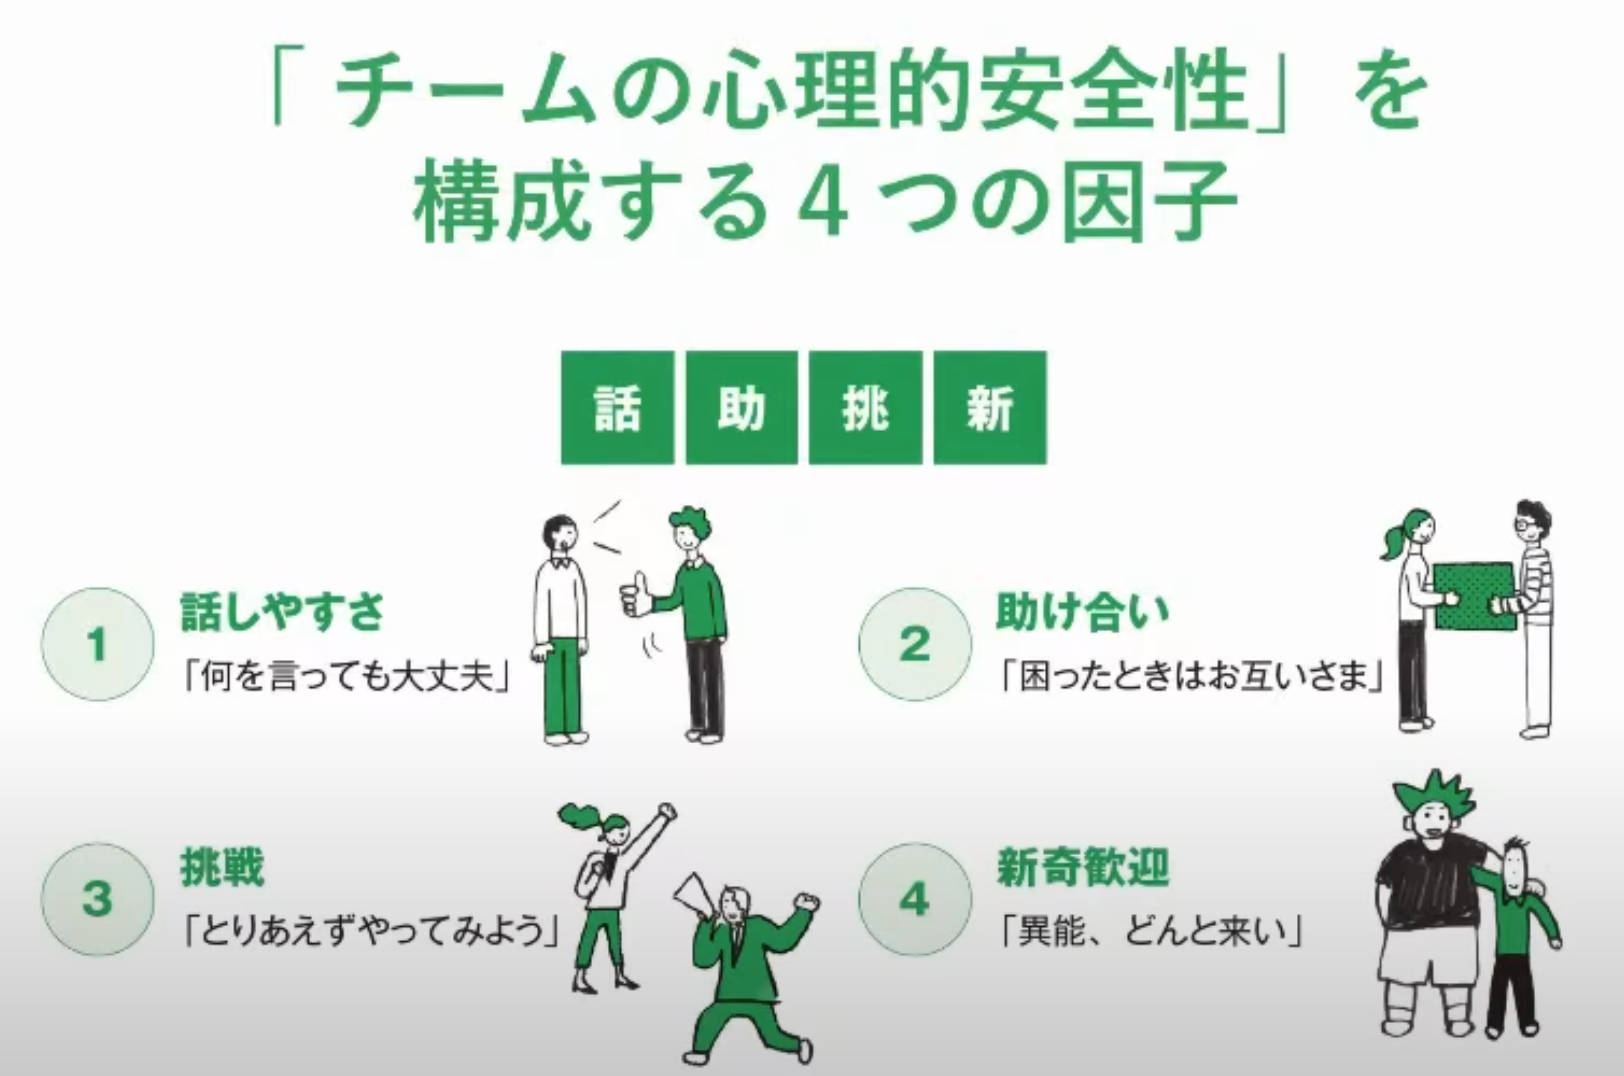 「チームの心理的安全性」を
構成する4つの因子
話 助 挑 新
1 話しやすさ
「何を言っても大丈夫」
2 助け合い
「困ったときはお互いさま」
3 挑戦
「とりあえずやってみよう」
4 新奇歓迎
「異能、どんと来い」